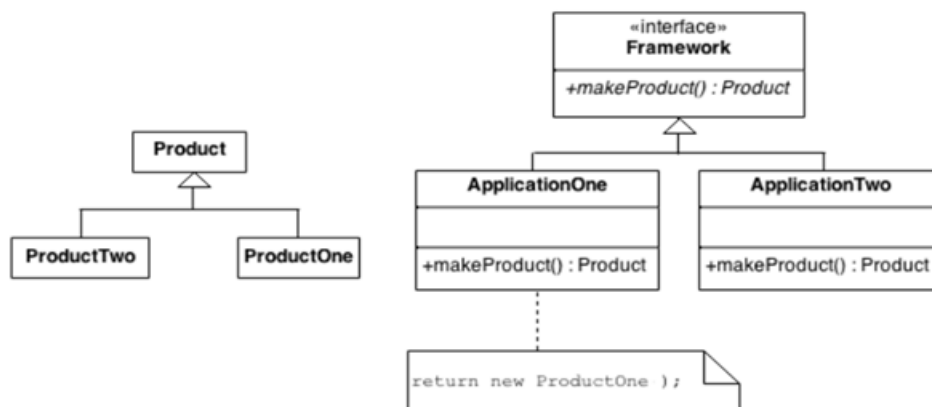 «interface»
Framework
+makeProduct() : Product
Product
ProductTwo
ProductOne
ApplicationOne
+makeProduct() : Product
ApplicationTwo
+makeProduct() : Product
return new ProductOne );